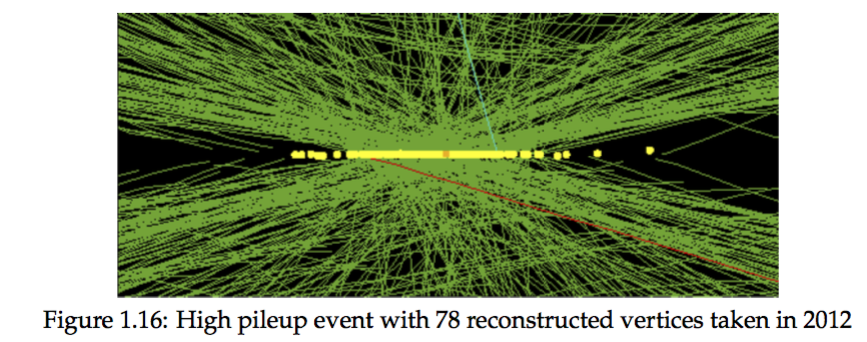 Figure 1.16: High pileup event with 78 reconstructed vertices taken in 2012